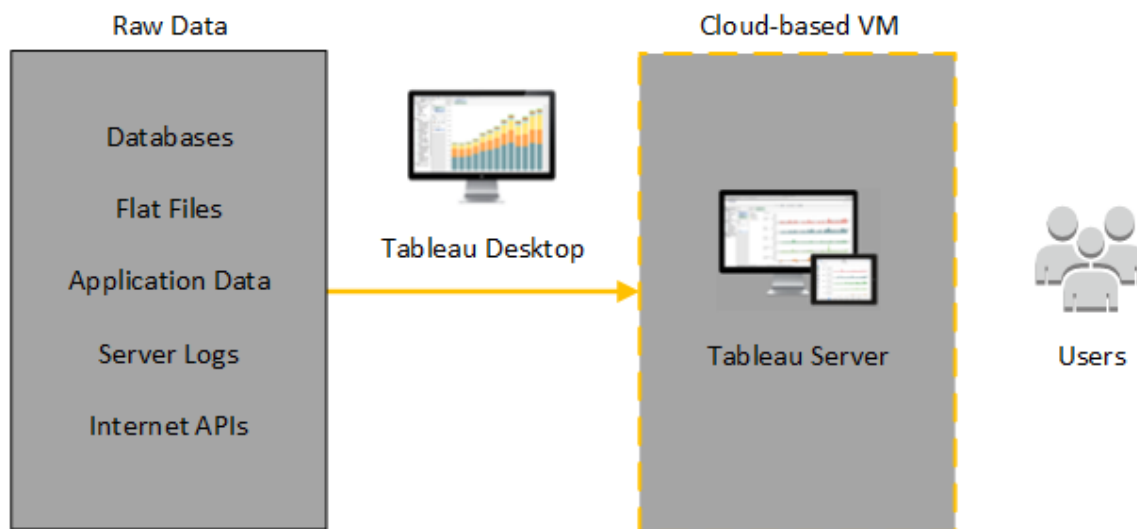 Raw Data
Databases
Flat Files
Application Data
Server Logs
Internet APIs
Tableau Desktop
Cloud-based VM
Tableau Server
Users